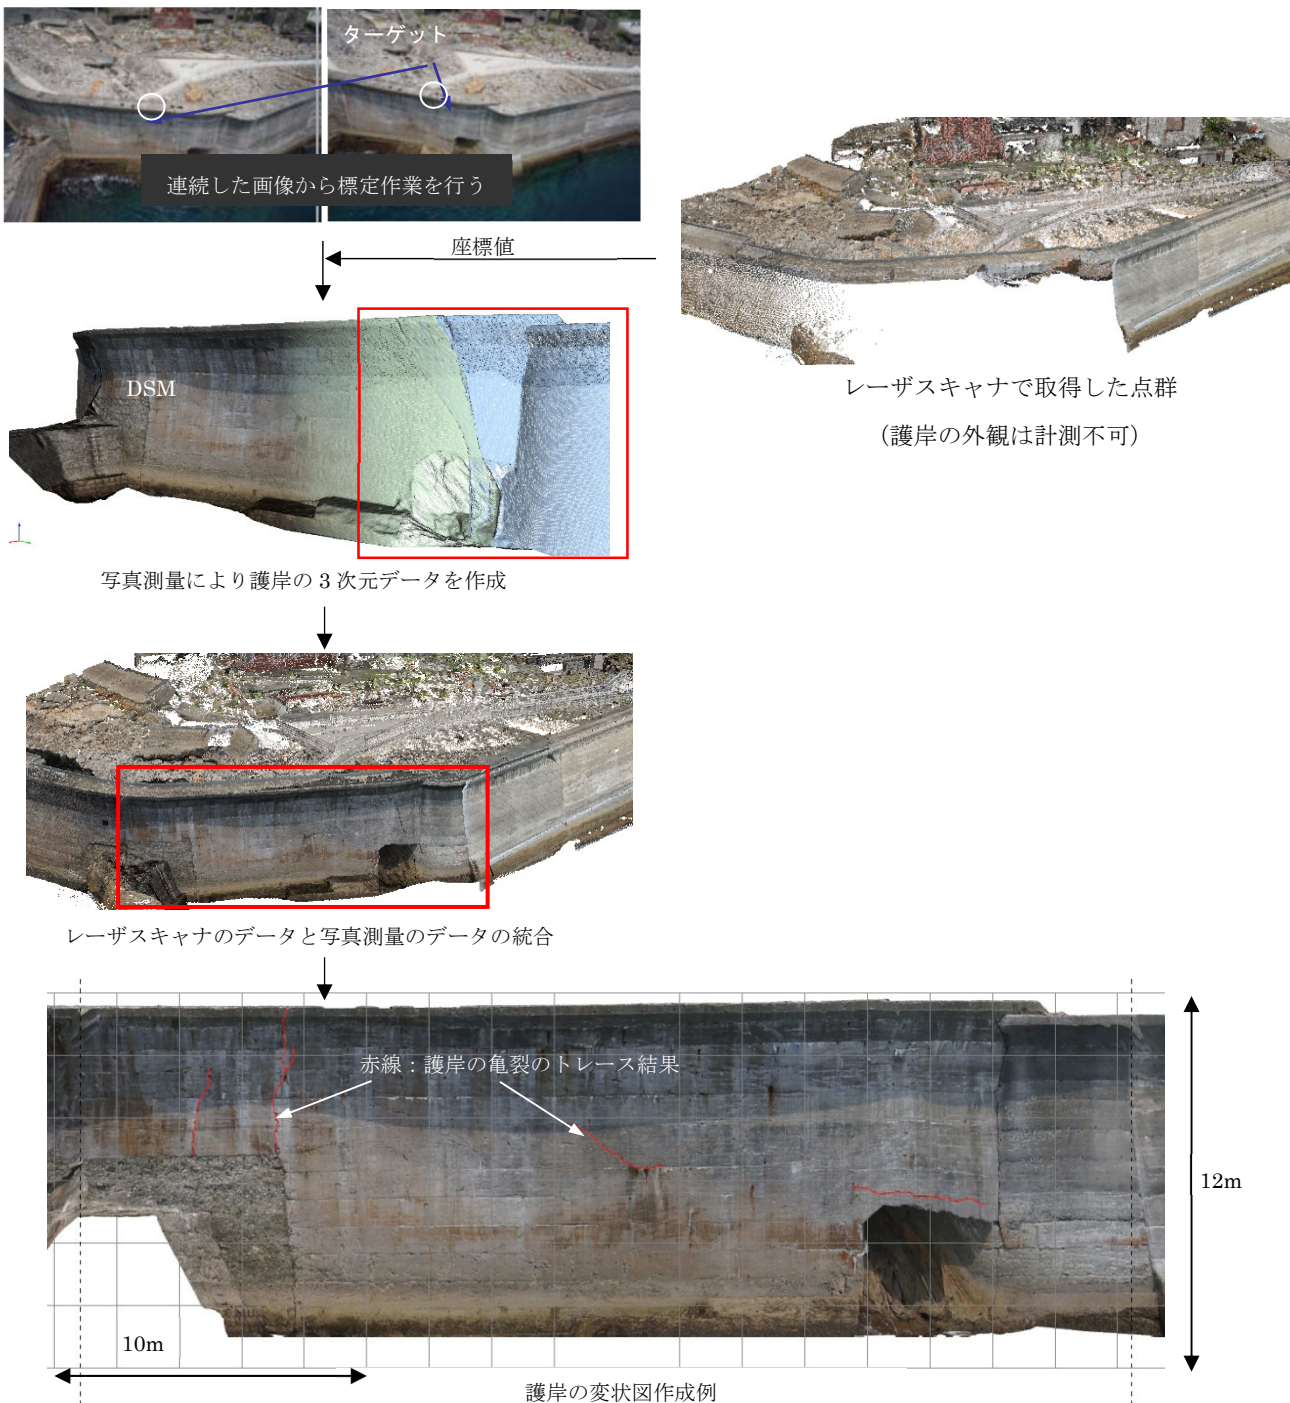 ターゲット
連続した画像から標定作業を行う
座標値
レーザスキャナで取得した点群
（護岸の外観は計測不可）
DSM
写真測量により護岸の 3 次元データを作成
レーザスキャナのデータと写真測量のデータの統合
赤線：護岸の亀裂のトレース結果
12m
10m
護岸の変状図作成例